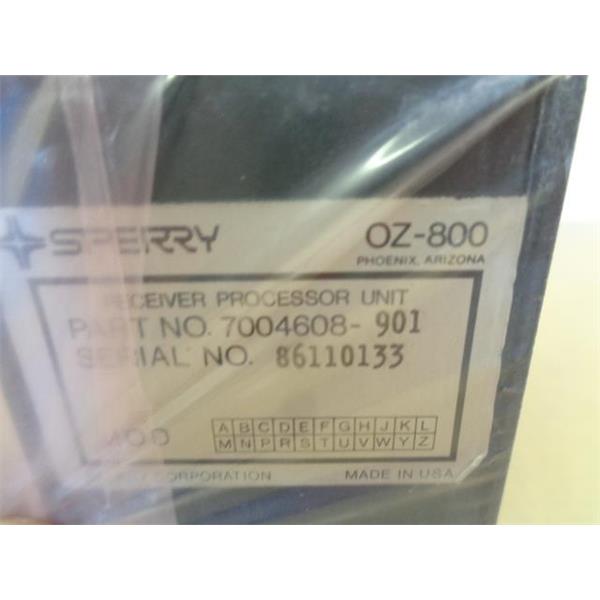 SPERRY OZ-800
PHOENIX, ARIZONA
RECEIVER PROCESSOR UNIT
PART NO. 7004608-901
SERIAL NO. 86110133
MOD A B C D E F G H J K L
M N P R S T U V W Y Z
CORPORATION MADE IN USA